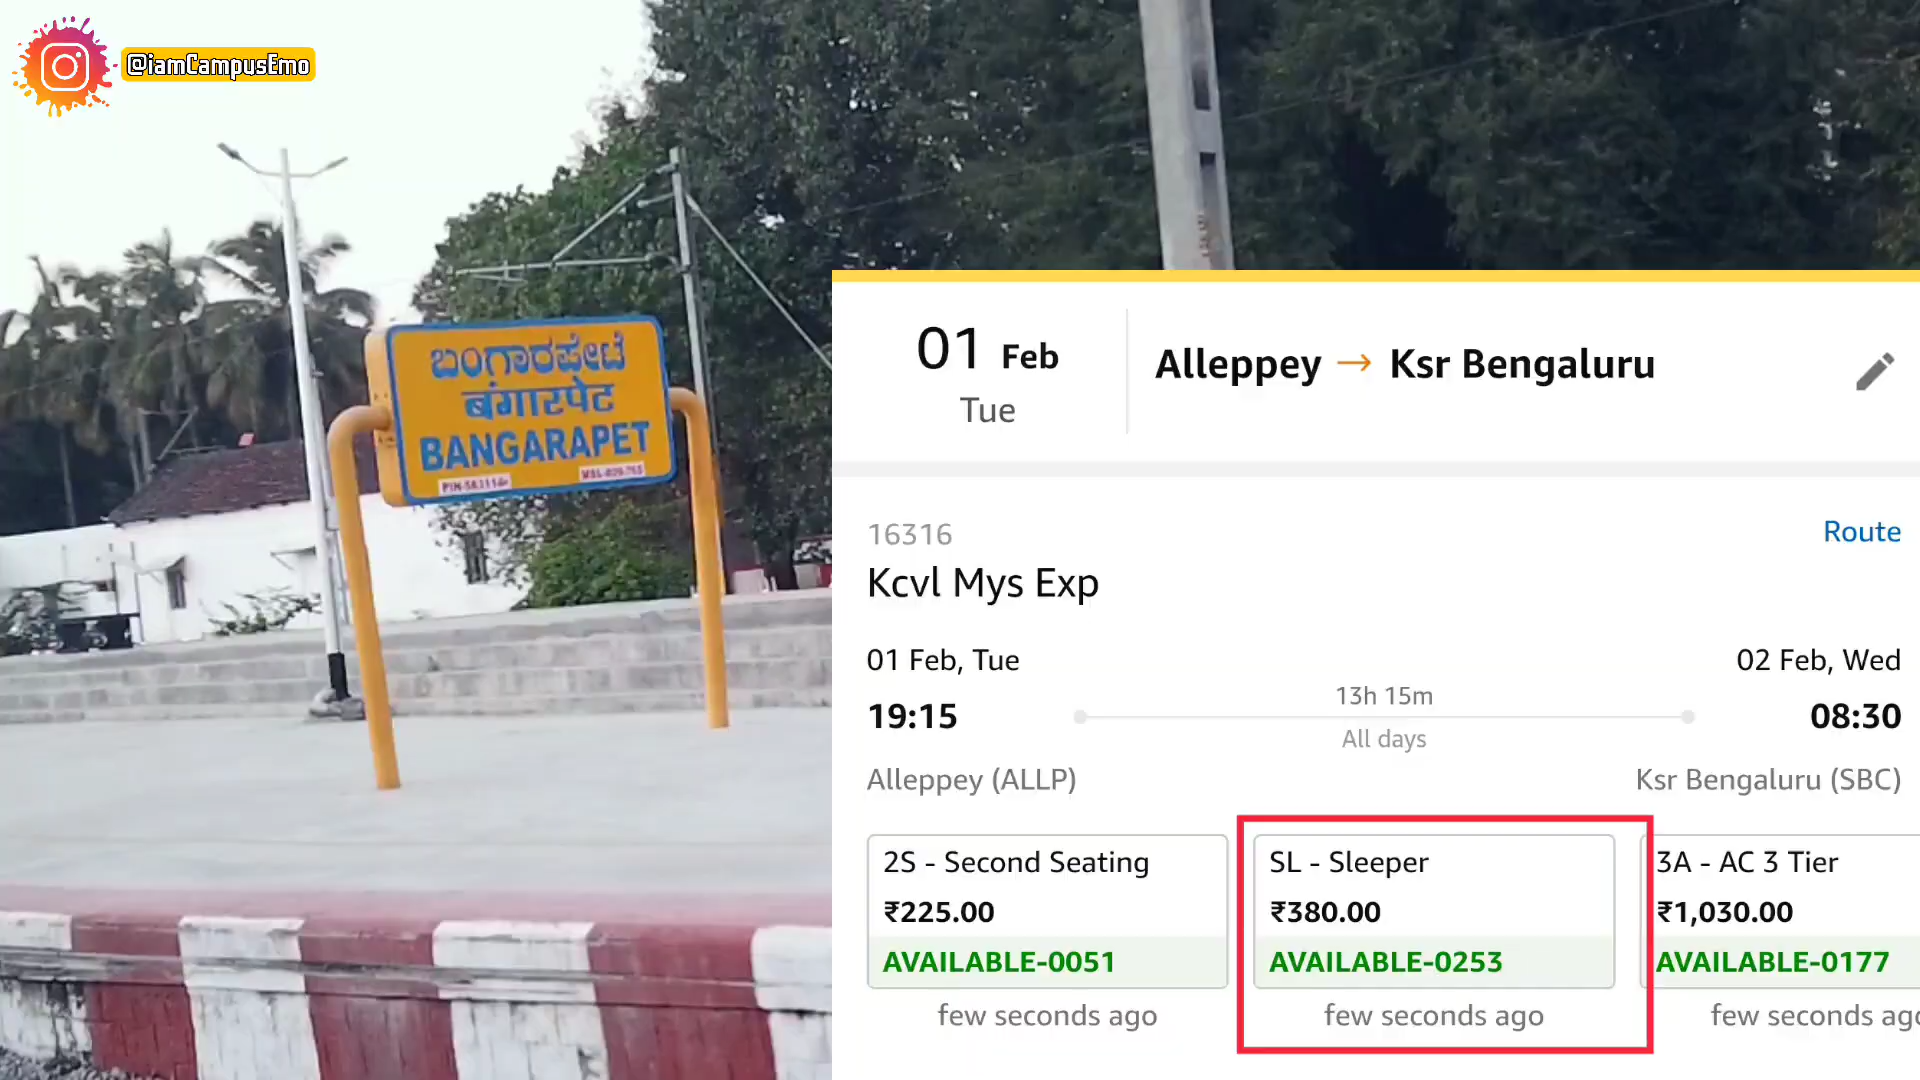 @iamCampusEmo
ಬಂಗಾರಪೇಟೆ
बंगारपेट
BANGARAPET
01 Feb
Tue
Alleppey → Ksr Bengaluru
16316
Route
Kcvl Mys Exp
01 Feb, Tue
02 Feb, Wed
13h 15m
19:15
08:30
All days
Alleppey (ALLP)
Ksr Bengaluru (SBC)
2S - Second Seating
₹225.00
AVAILABLE-0051
few seconds ago
SL - Sleeper
₹380.00
AVAILABLE-0253
few seconds ago
3A - AC 3 Tier
₹1,030.00
AVAILABLE-0177
few seconds